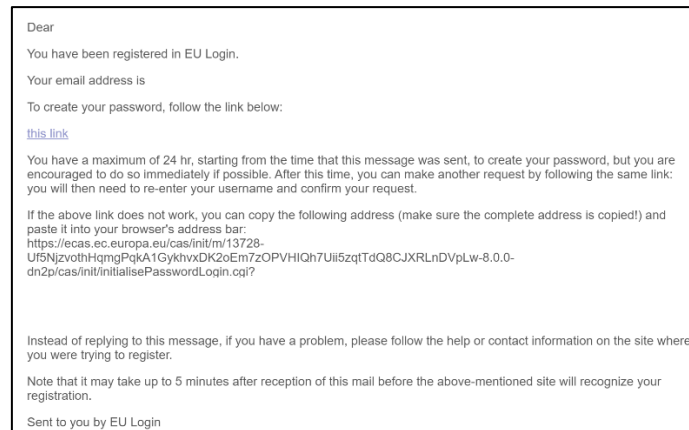 Dear
You have been registered in EU Login.
Your email address is
To create your password, follow the link below:
this link
You have a maximum of 24 hr, starting from the time that this message was sent, to create your password, but you are
encouraged to do so immediately if possible. After this time, you can make another request by following the same link:
you will then need to re-enter your username and confirm your request.
If the above link does not work, you can copy the following address (make sure the complete address is copied!) and
paste it into your browser's address bar:
https://ecas.ec.europa.eu/cas/init/m/13728-
Uf5NjzvothHqmgPqkA1GykhvxDK2oEm7zOPVHIQh7Uii5zqtTdQ8CJXRLnDVpLw-8.0.0-
dn2p/cas/init/initialisePasswordLogin.cgi?
Instead of replying to this message, if you have a problem, please follow the help or contact information on the site where
you were trying to register.
Note that it may take up to 5 minutes after reception of this mail before the above-mentioned site will recognize your
registration.
Sent to you by EU Login